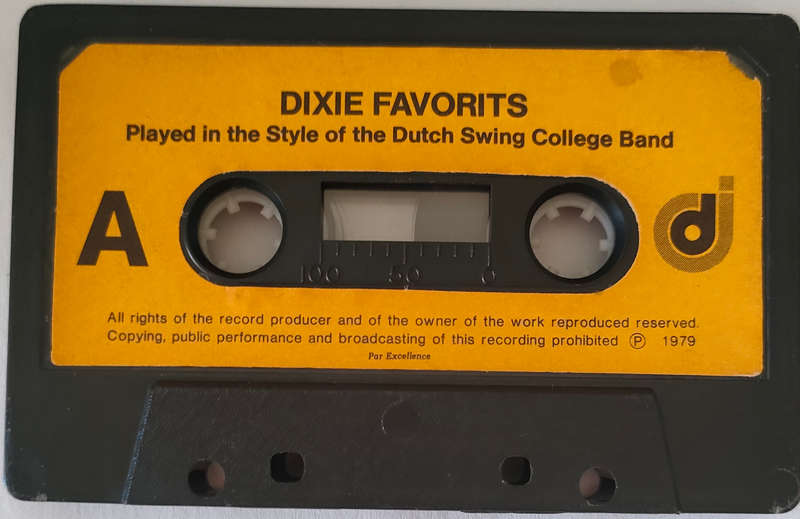 DIXIE FAVORITS
Played in the Style of the Dutch Swing College Band
A
dj
100 50 0
All rights of the record producer and of the owner of the work reproduced reserved.
Copying, public performance and broadcasting of this recording prohibited ℗ 1979
Par Excellence